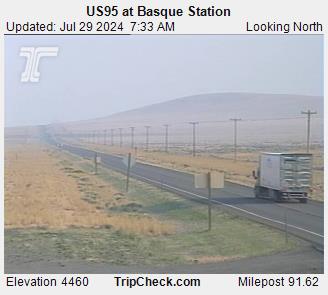 US95 at Basque Station
Updated: Jul 29 2024 7:33 AM Looking North
Elevation 4460 TripCheck.com Milepost 91.62